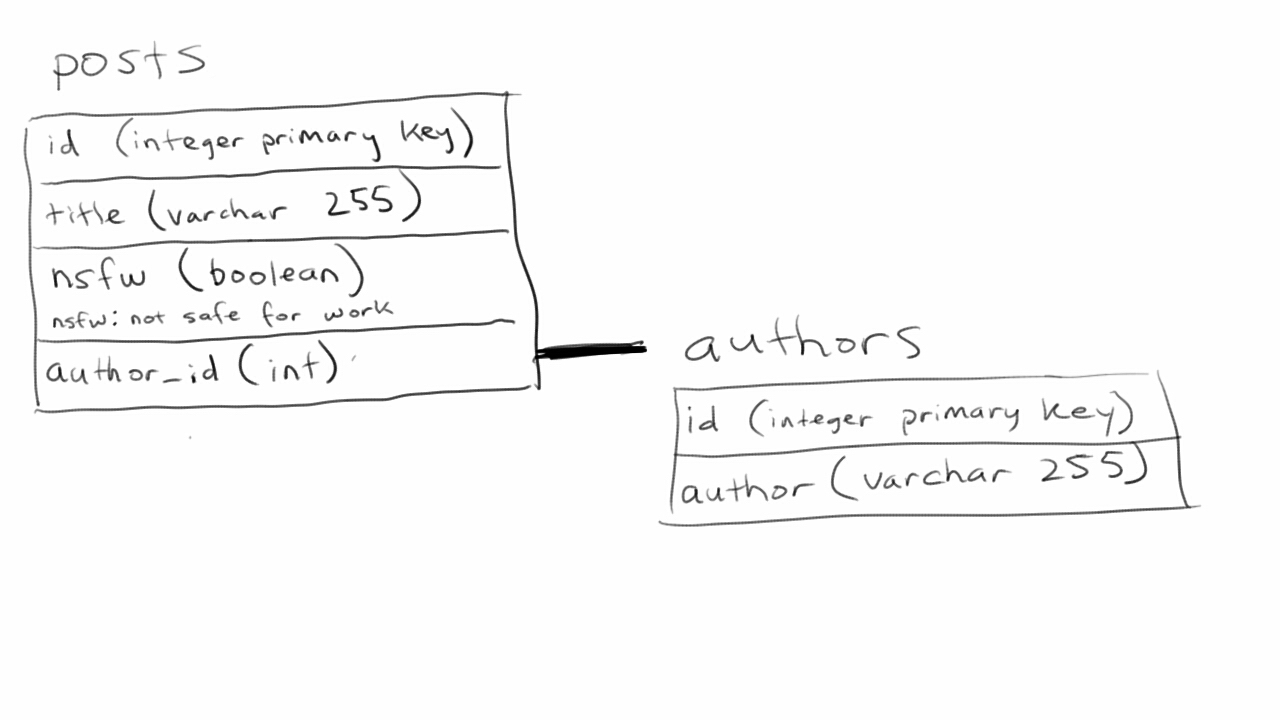 posts
id (integer primary key)
title (varchar 255)
nsfw (boolean)
nsfw: not safe for work
author_id (int)
authors
id (integer primary key)
author (varchar 255)